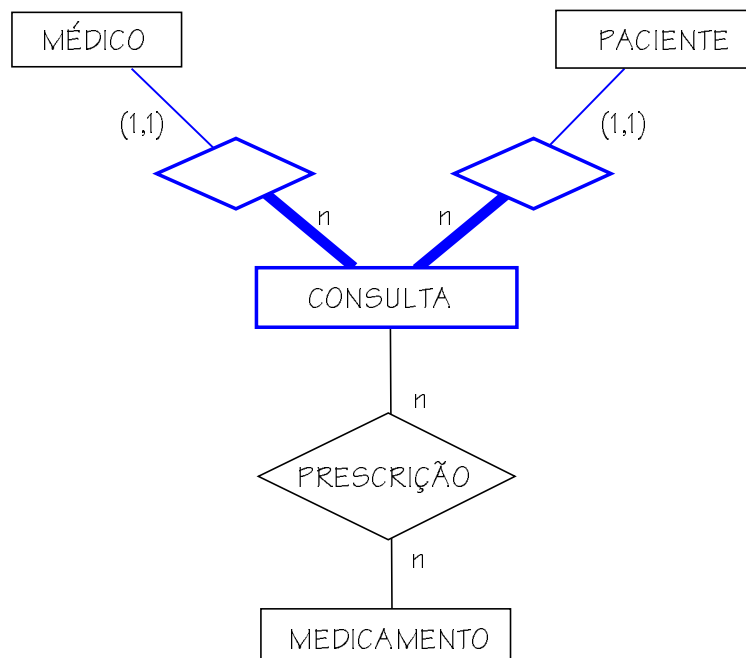 MÉDICO PACIENTE
(1,1) (1,1)
n n
CONSULTA
n
PRESCRIÇÃO
n
MEDICAMENTO